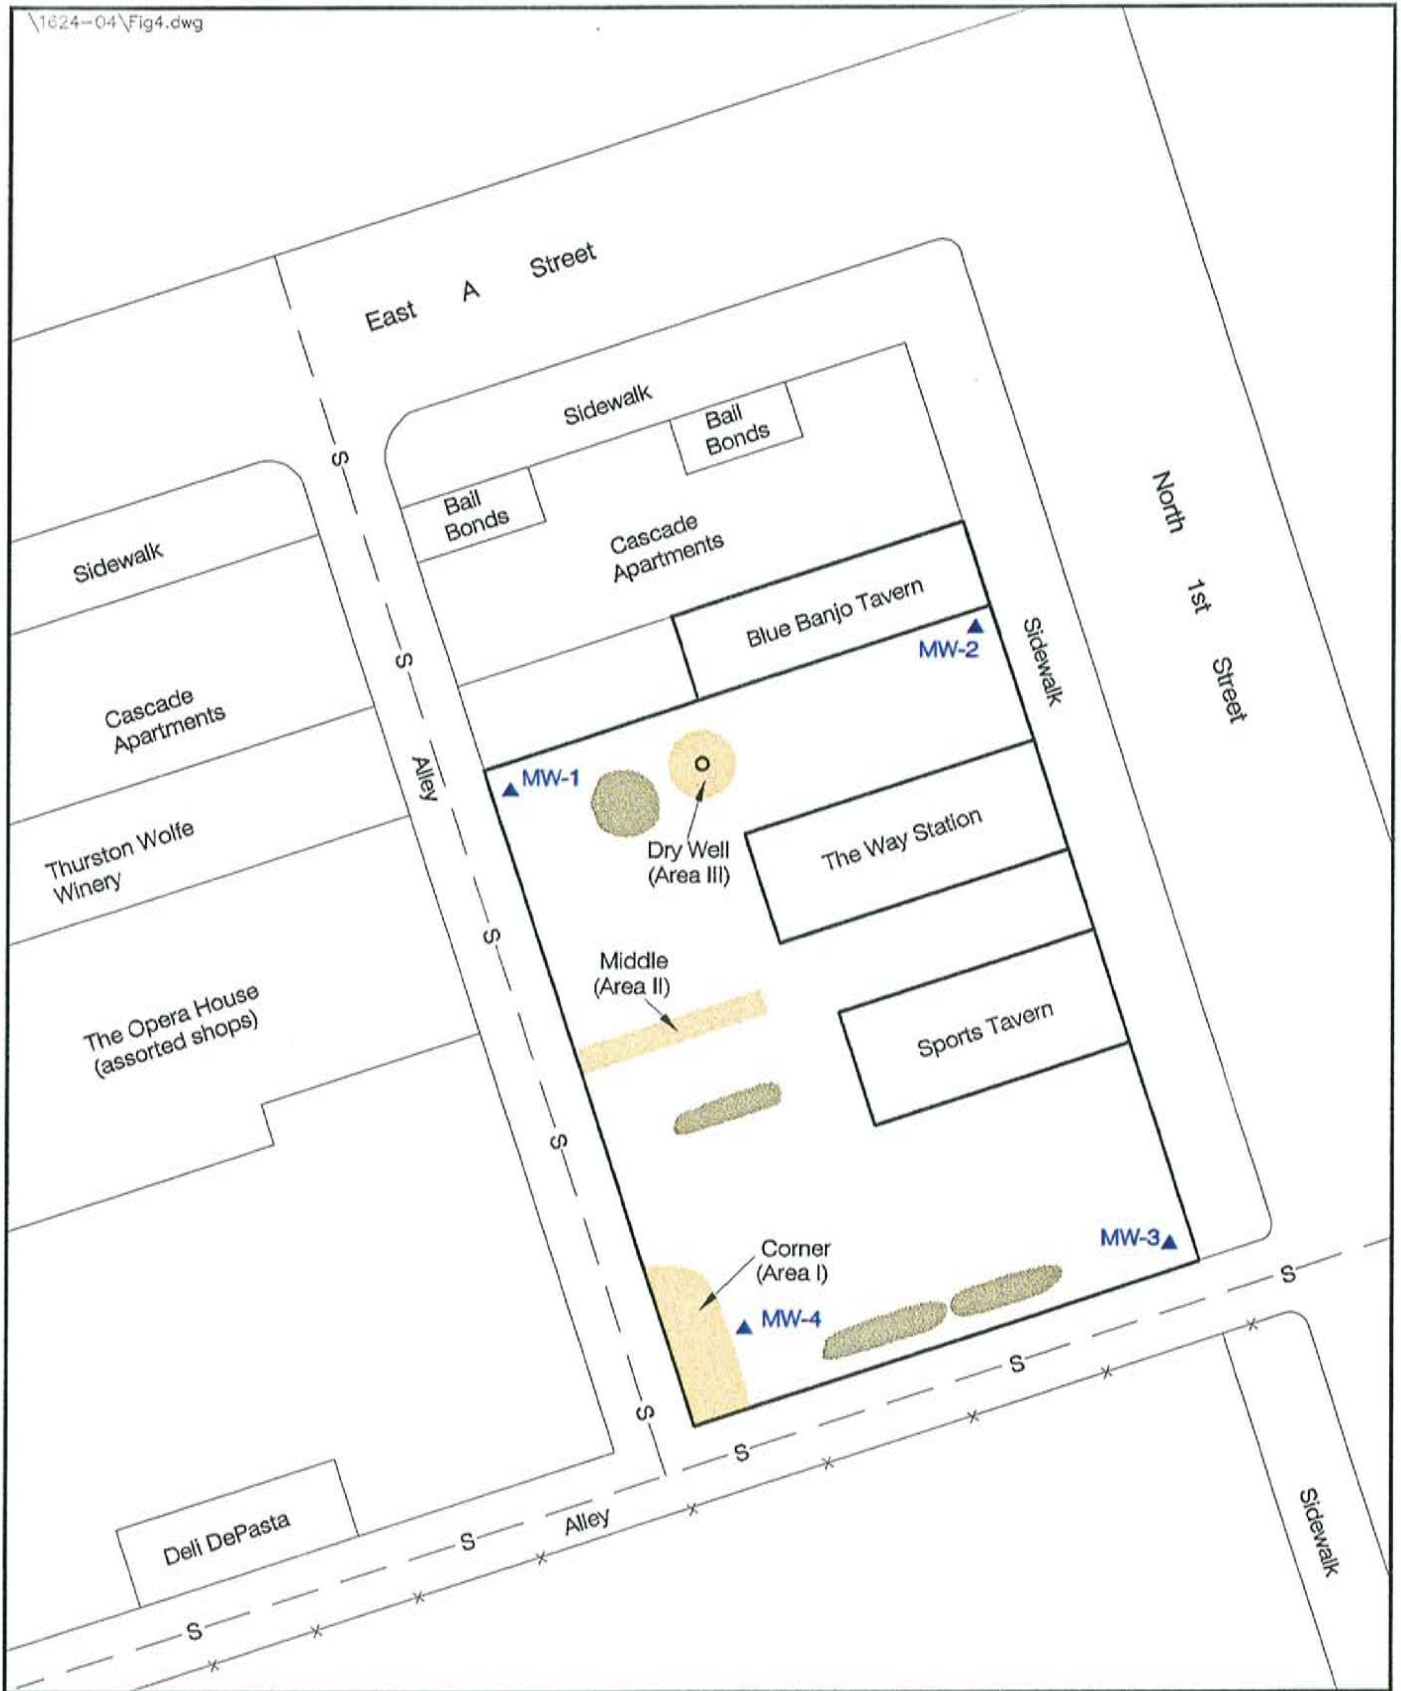 \1624-04\Fig4.dwg
East A Street
Sidewalk
Bail
Bonds
Bail
Bonds
S
Cascade
Apartments
North 1st Street
Sidewalk
Blue Banjo Tavern
MW-2
Sidewalk
S
Cascade
Apartments
Alley
MW-1
Dry Well
(Area III)
The Way Station
Thurston Wolfe
Winery
S
Middle
(Area II)
The Opera House
(assorted shops)
Sports Tavern
S
Corner
(Area I)
MW-3
MW-4
S
S
S
S
Deli DePasta
S
Alley
Sidewalk
S